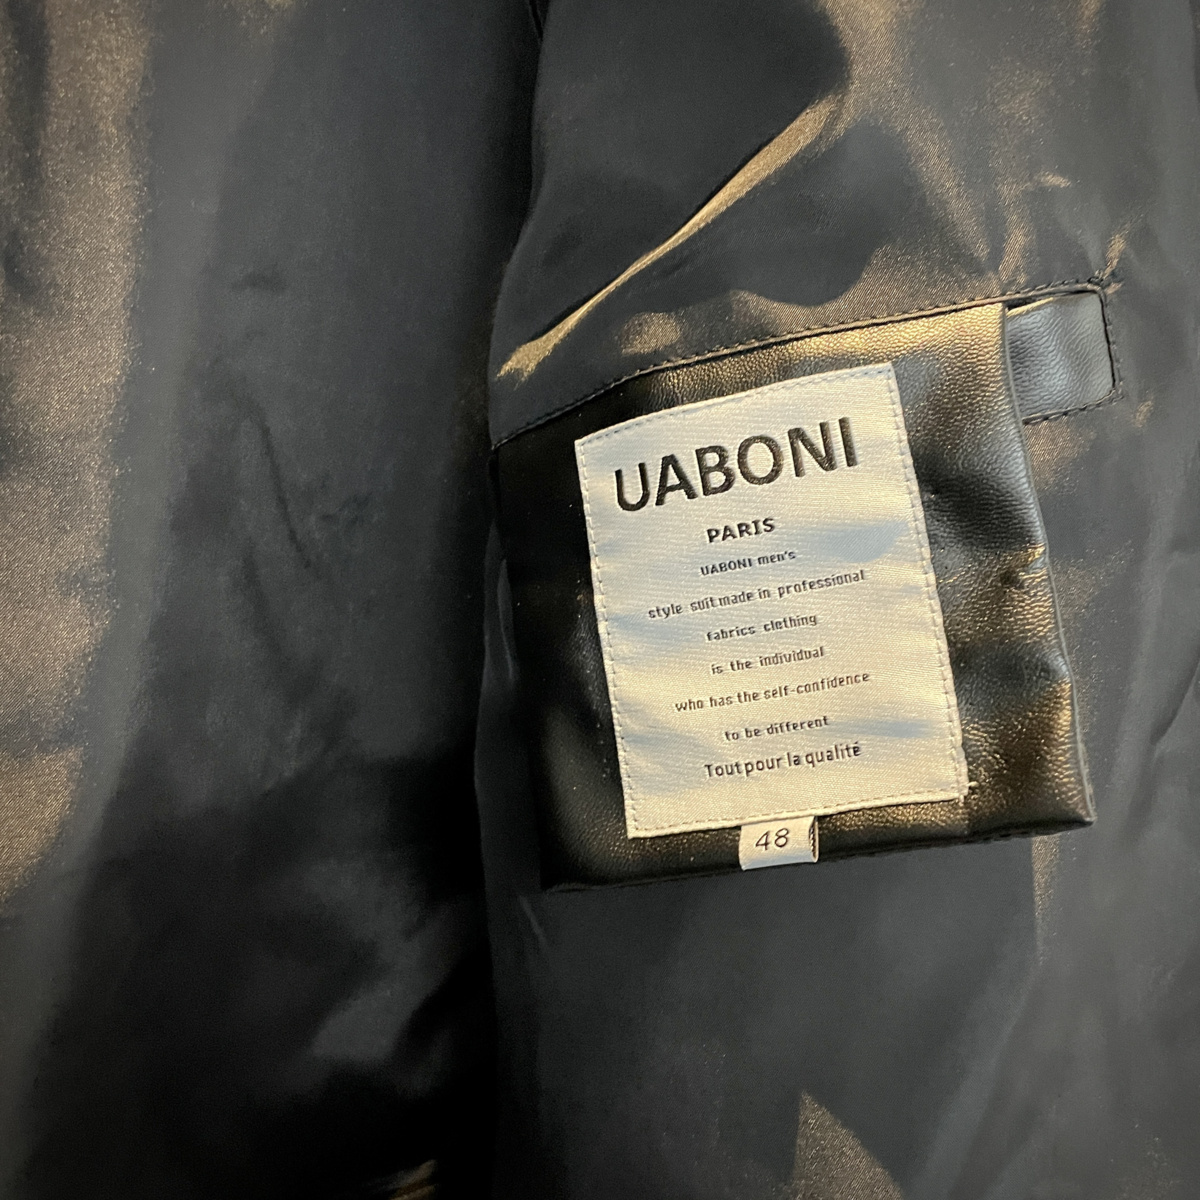 UABONI
PARIS
UABONI men's
style suit made in professional
fabrics clothing
is the individual
who has the self-confidence
to be different
Tout pour la qualité
48